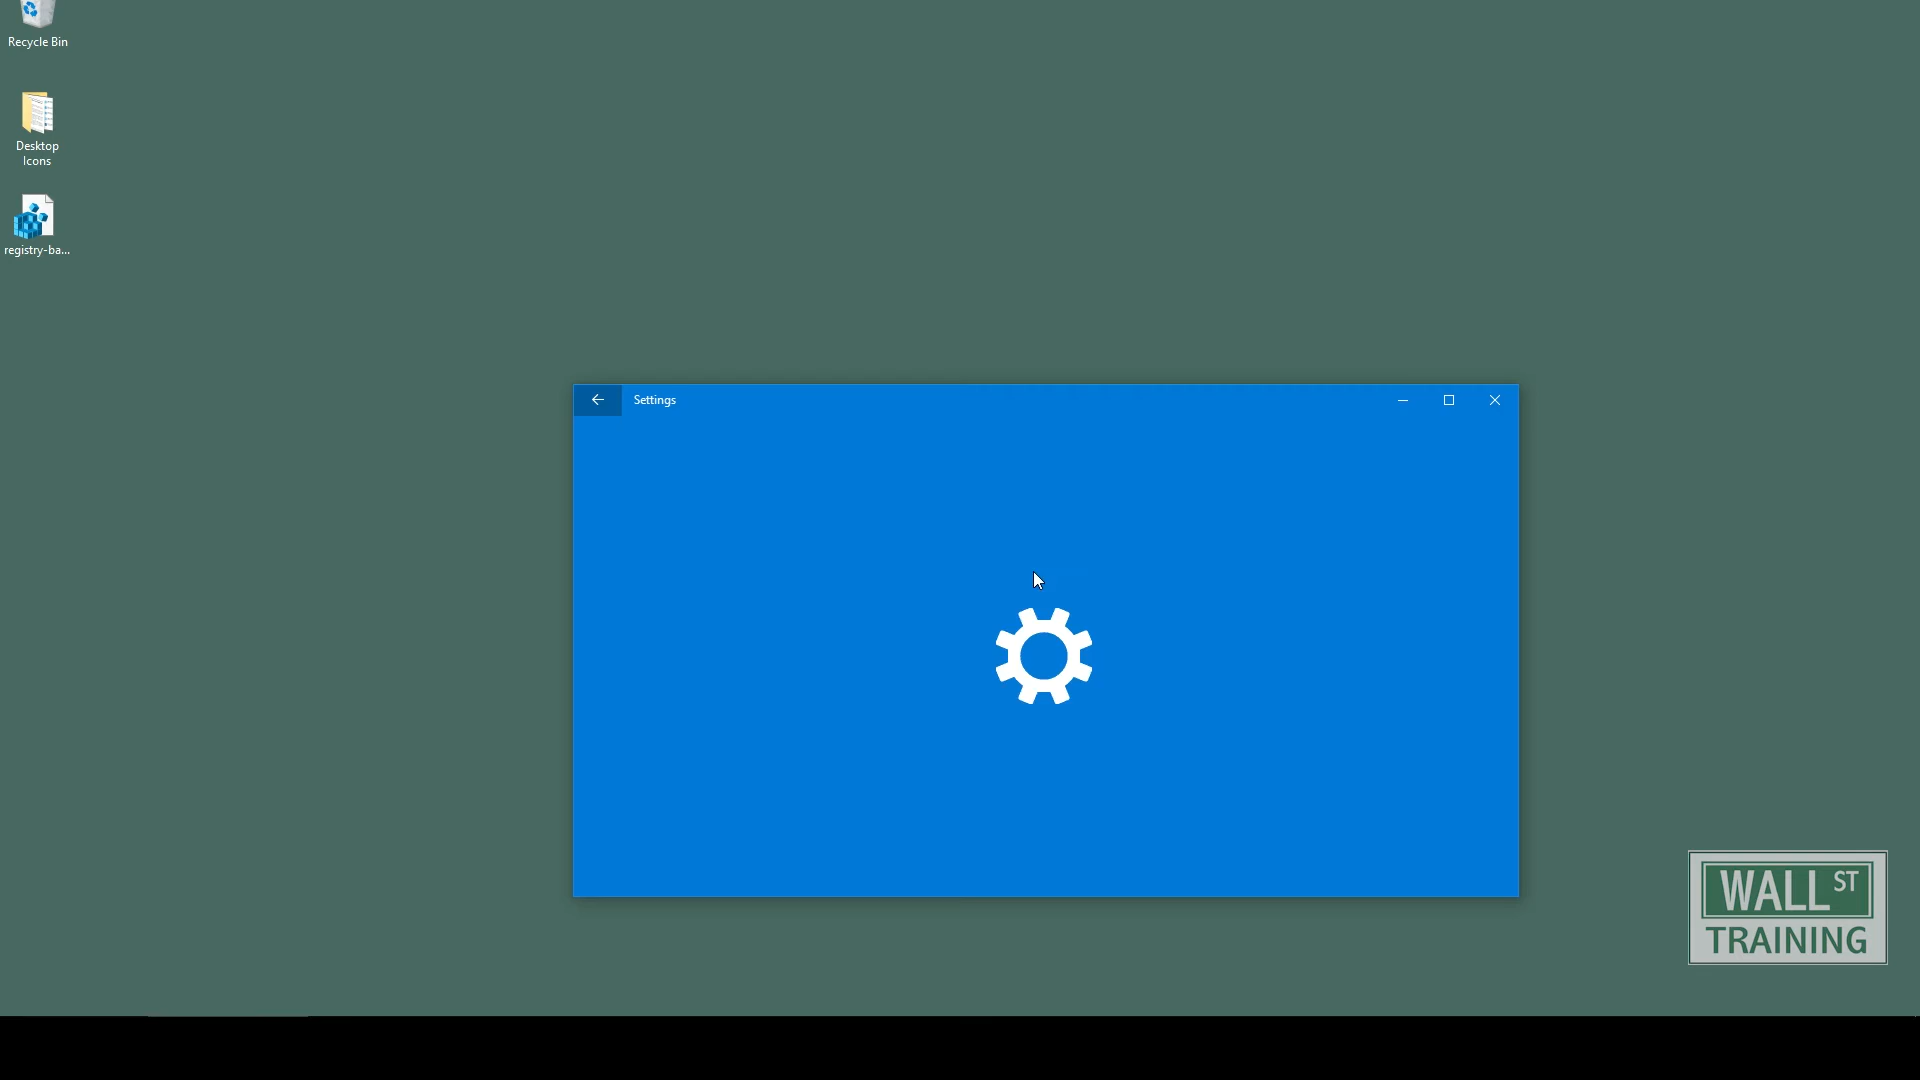 Recycle Bin
Desktop
Icons
registry-ba...
Settings
WALL ST
TRAINING